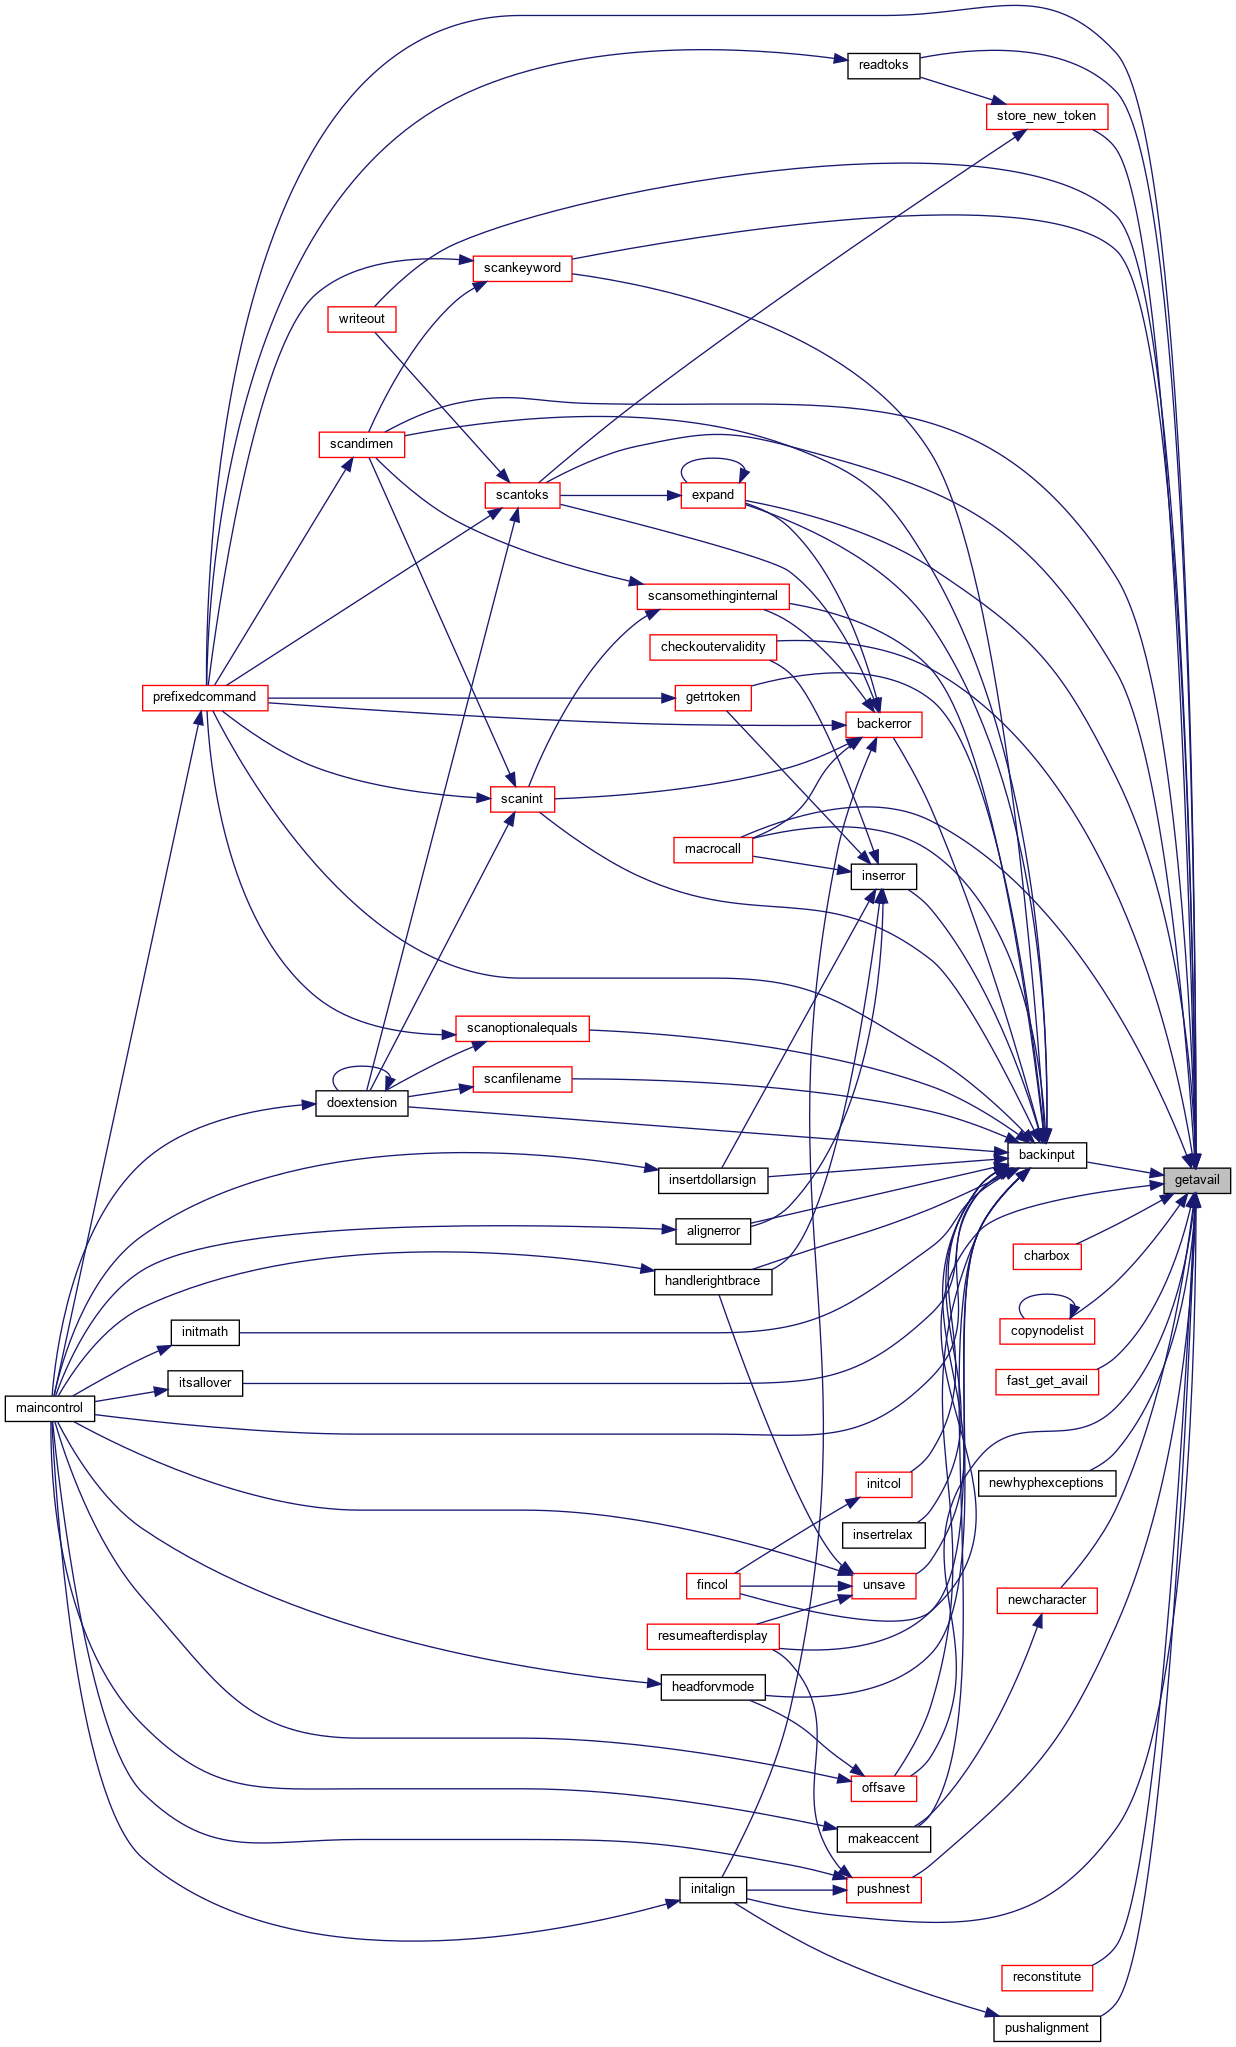 readtoks
store_new_token
scankeyword
writeout
scandimen
scantoks
expand
scansomethinginternal
checkoutervalidity
prefixedcommand
getrtoken
backerror
scanint
macrocall
inserror
scanoptionalequals
scanfilename
doextension
backinput
insertdollarsign
getavail
alignerror
charbox
handlerightbrace
initmath
copynodelist
itsallover
fast_get_avail
maincontrol
initcol
newhyphexceptions
insertrelax
fincol
unsave
newcharacter
resumeafterdisplay
headforvmode
offsave
makeaccent
initalign
pushnest
reconstitute
pushalignment